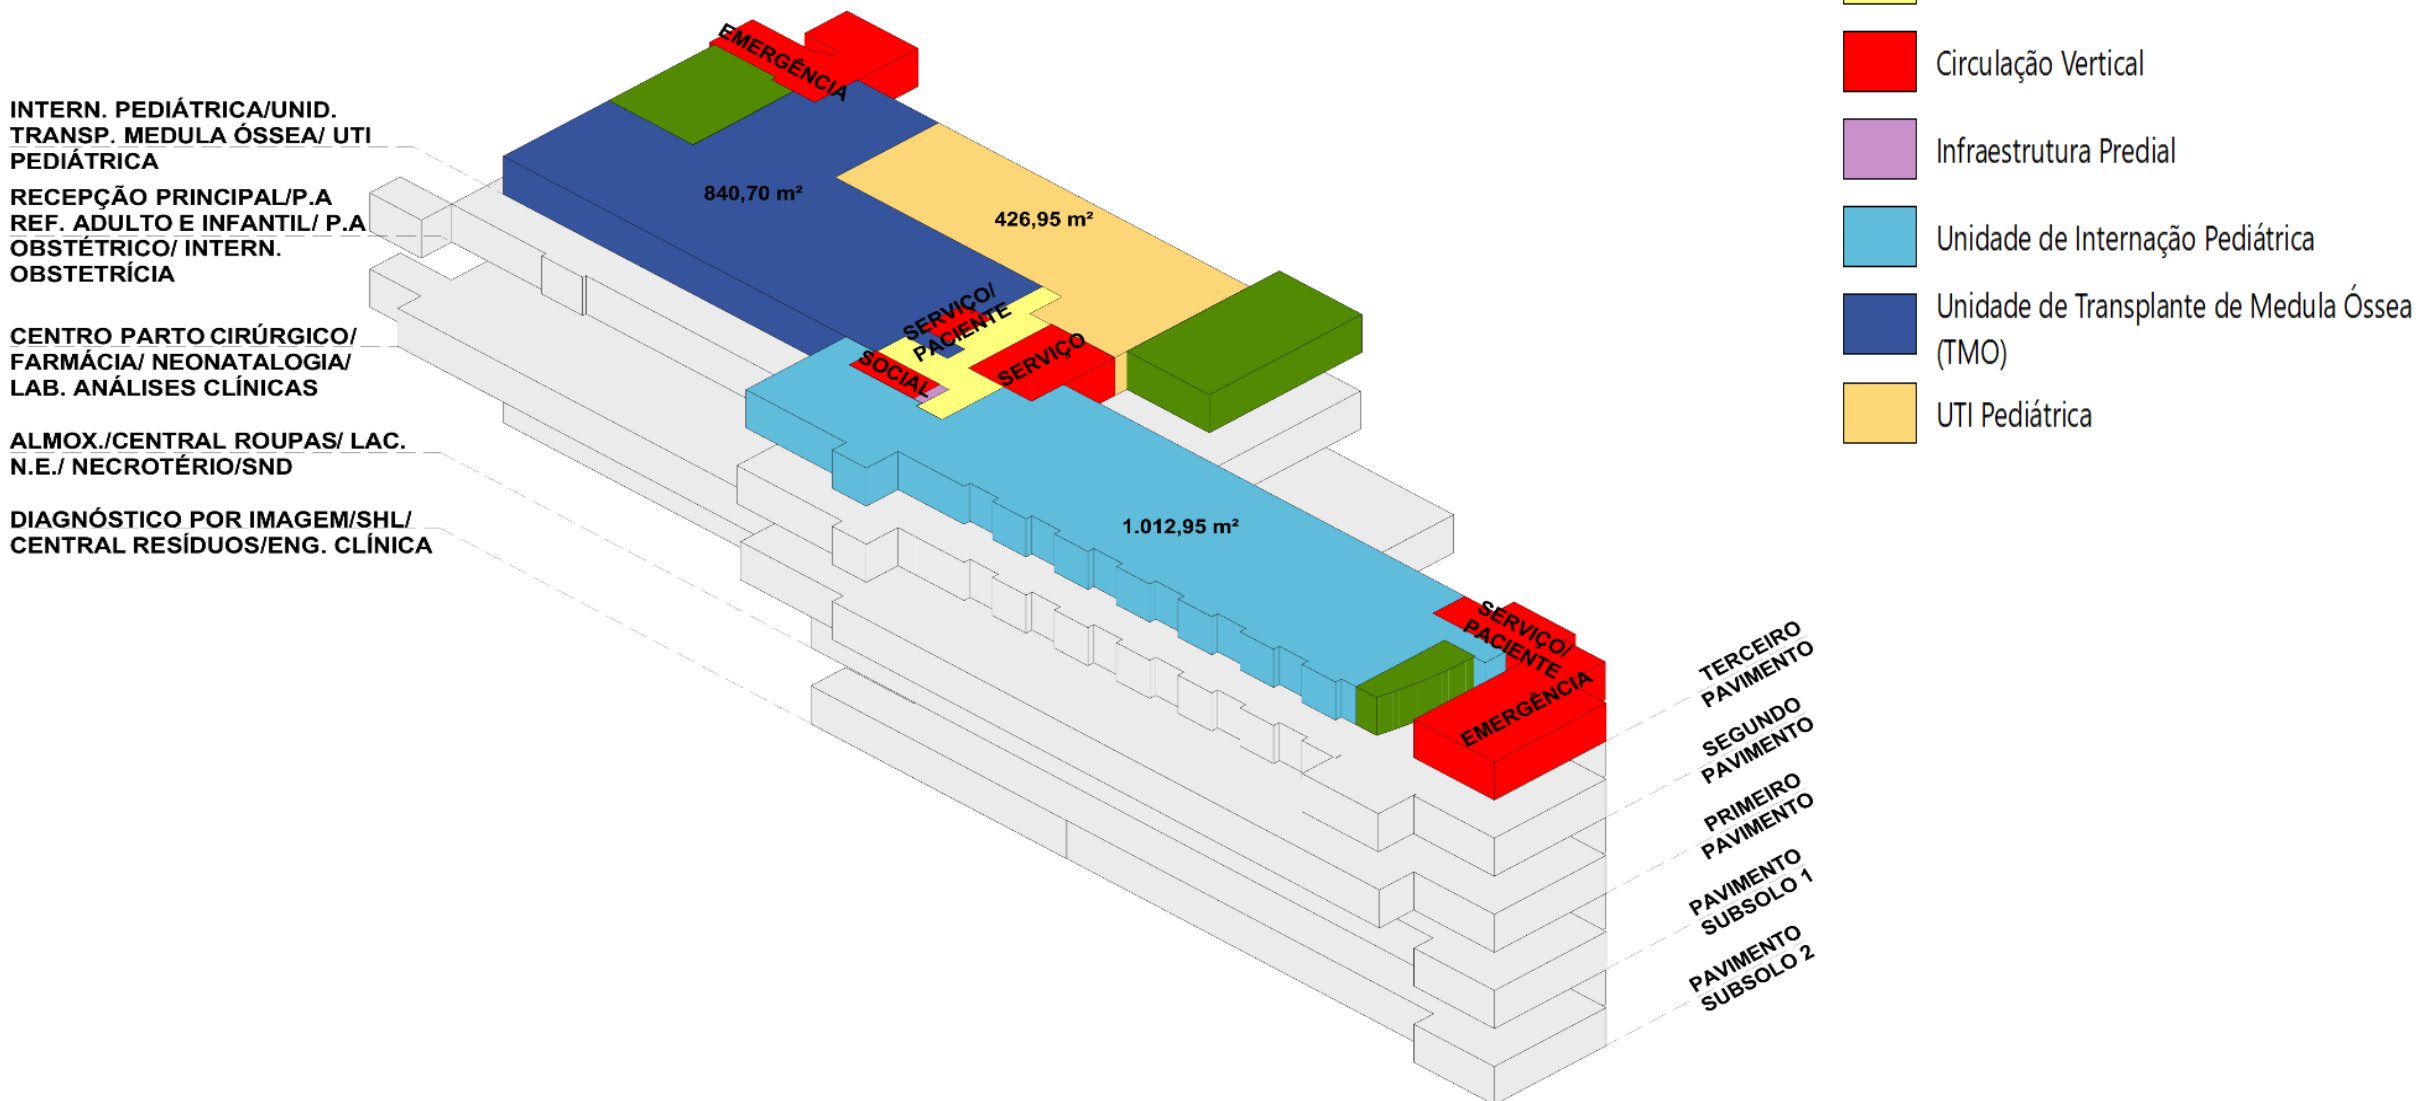 EMERGÊNCIA
INTERN. PEDIÁTRICA/UNID.
TRANSP. MEDULA ÓSSEA/ UTI
PEDIÁTRICA
RECEPÇÃO PRINCIPAL/P.A
REF. ADULTO E INFANTIL/ P.A
OBSTÉTRICO/ INTERN.
OBSTETRÍCIA
CENTRO PARTO CIRÚRGICO/
FARMÁCIA/ NEONATALOGIA/
LAB. ANÁLISES CLÍNICAS
ALMOX./CENTRAL ROUPAS/ LAC.
N.E./ NECROTÉRIO/SND
DIAGNÓSTICO POR IMAGEM/SHL/
CENTRAL RESÍDUOS/ENG. CLÍNICA
840,70 m²
426,95 m²
SERVIÇO/
PACIENTE
SOCIAL
SERVIÇO
1.012,95 m²
SERVIÇO/
PACIENTE
EMERGÊNCIA
TERCEIRO
PAVIMENTO
SEGUNDO
PAVIMENTO
PRIMEIRO
PAVIMENTO
PAVIMENTO
SUBSOLO 1
PAVIMENTO
SUBSOLO 2
Circulação Vertical
Infraestrutura Predial
Unidade de Internação Pediátrica
Unidade de Transplante de Medula Óssea
(TMO)
UTI Pediátrica